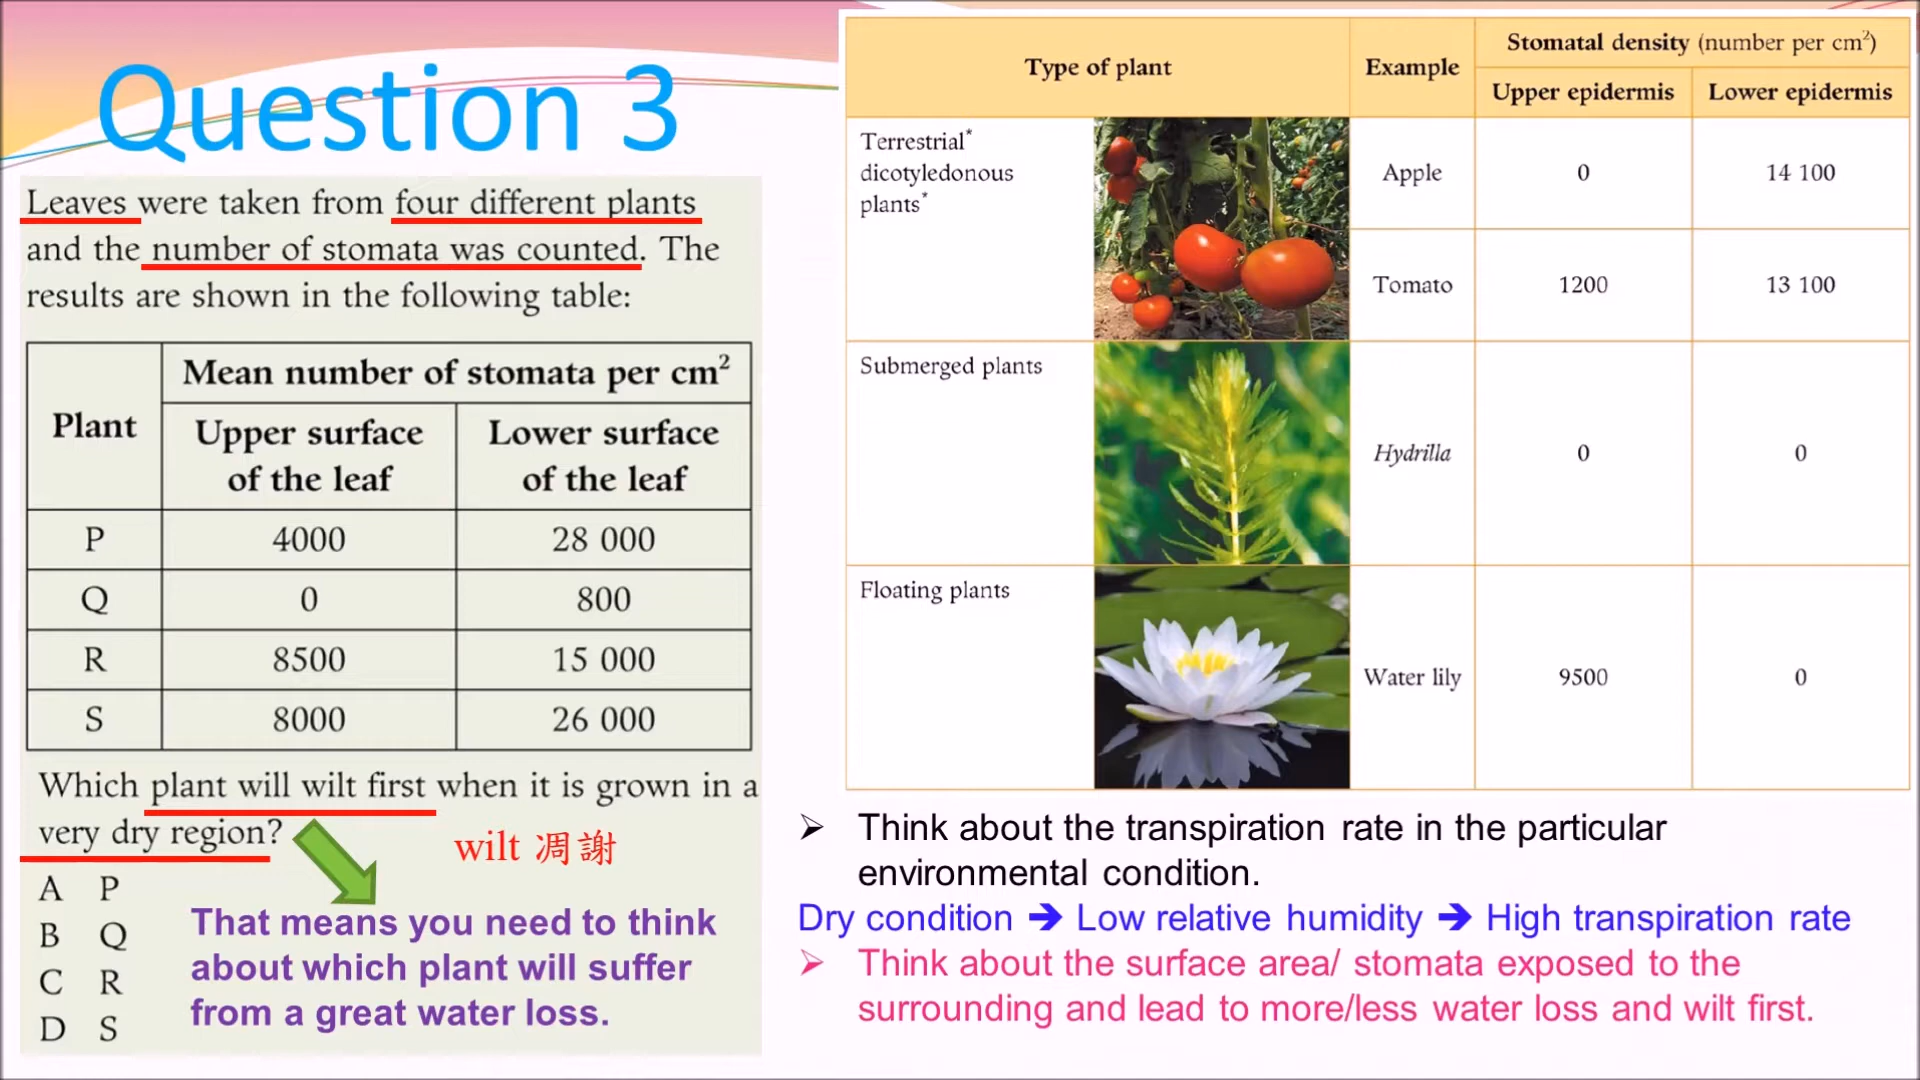 Question 3
Leaves were taken from four different plants
and the number of stomata was counted. The
results are shown in the following table:
Plant
Mean number of stomata per cm²
Upper surface
of the leaf
Lower surface
of the leaf
P 4000 28 000
Q 0 800
R 8500 15 000
S 8000 26 000
Which plant will wilt first when it is grown in a
very dry region?
wilt 凋謝
A P
B Q
C R
D S
That means you need to think
about which plant will suffer
from a great water loss.
Type of plant
Example
Stomatal density (number per cm²)
Upper epidermis Lower epidermis
Terrestrial*
dicotyledonous
plants*
Apple 0 14 100
Tomato 1200 13 100
Submerged plants
Hydrilla 0 0
Floating plants
Water lily 9500 0
➢ Think about the transpiration rate in the particular
environmental condition.
Dry condition ➔ Low relative humidity ➔ High transpiration rate
➢ Think about the surface area/ stomata exposed to the
surrounding and lead to more/less water loss and wilt first.